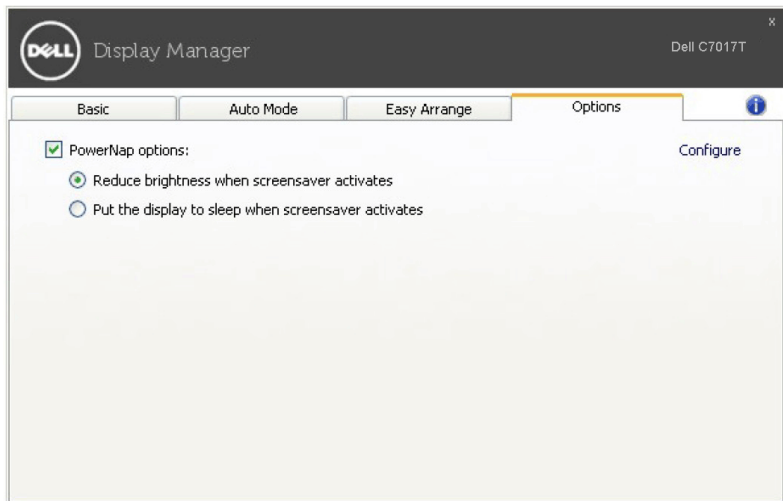 DELL Display Manager
x
Dell C7017T
Basic Auto Mode Easy Arrange Options i
PowerNap options: Configure
Reduce brightness when screensaver activates
Put the display to sleep when screensaver activates